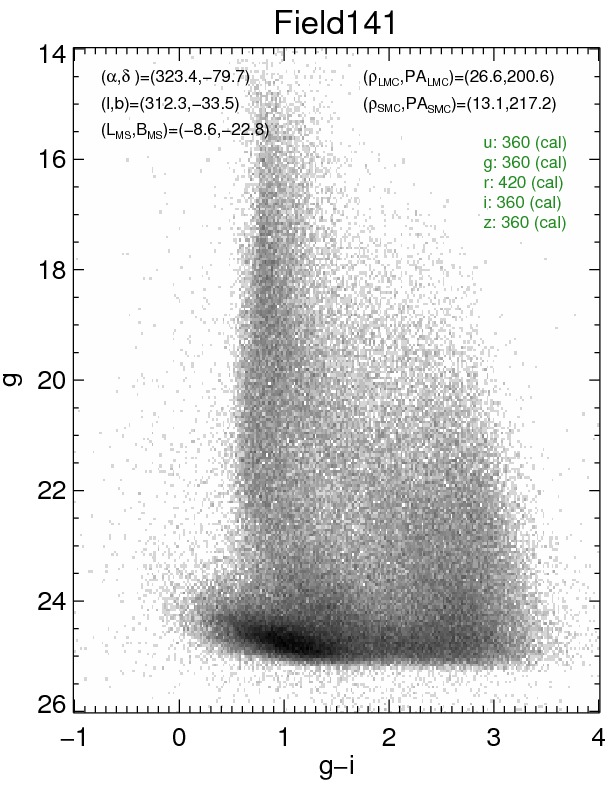 Field141
(α,δ )=(323.4,−79.7)
(ρLMC,PALMC)=(26.6,200.6)
(l,b)=(312.3,−33.5)
(ρSMC,PASMC)=(13.1,217.2)
(LMS,BMS)=(−8.6,−22.8)
u: 360 (cal)
g: 360 (cal)
r: 420 (cal)
i: 360 (cal)
z: 360 (cal)
14
16
18
20
22
24
26
g
−1 0 1 2 3 4
g−i